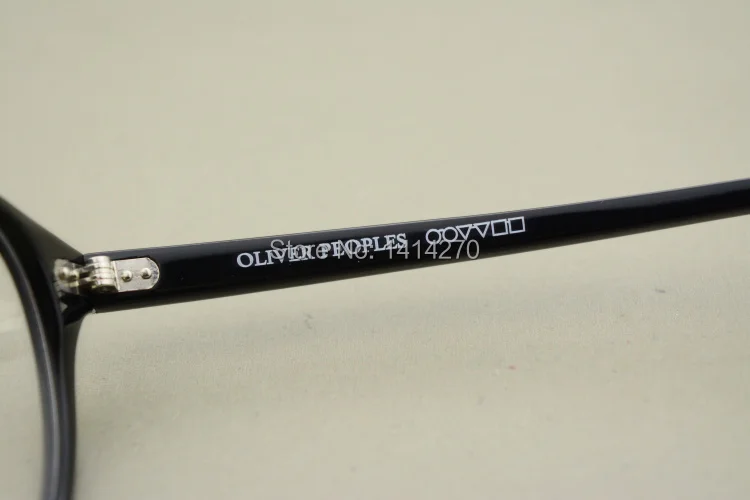 OLIVER PEOPLES ○○▽▽□□
Store No: 1414270